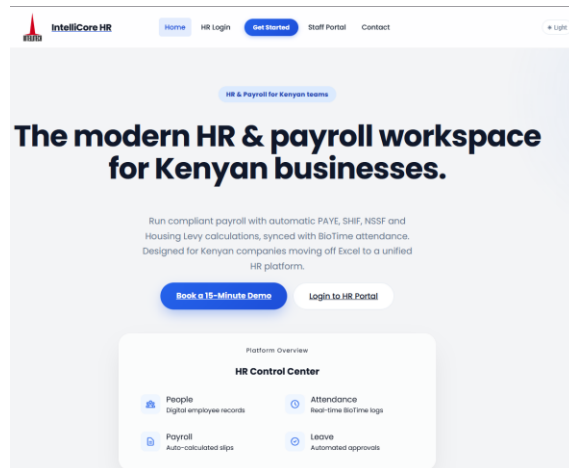 IntelliCore HR
Home
HR Login
Get Started
Staff Portal
Contact
Light
HR & Payroll for Kenyan teams
The modern HR & payroll workspace
for Kenyan businesses.
Run compliant payroll with automatic PAYE, SHIF, NSSF and
Housing Levy calculations, synced with BioTime attendance.
Designed for Kenyan companies moving off Excel to a unified
HR platform.
Book a 15-Minute Demo
Login to HR Portal
Platform Overview
HR Control Center
People
Digital employee records
Attendance
Real-time BioTime logs
Payroll
Auto-calculated slips
Leave
Automated approvals